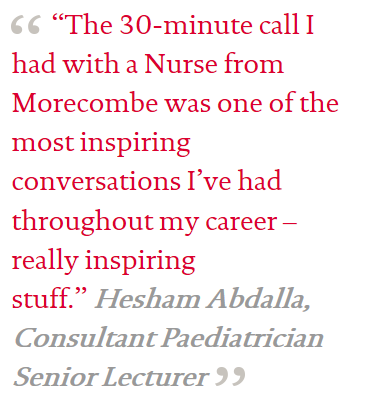 “ “The 30-minute call I
had with a Nurse from
Morecombe was one of the
most inspiring
conversations I’ve had
throughout my career –
really inspiring
stuff.” Hesham Abdalla,
Consultant Paediatrician
Senior Lecturer ”